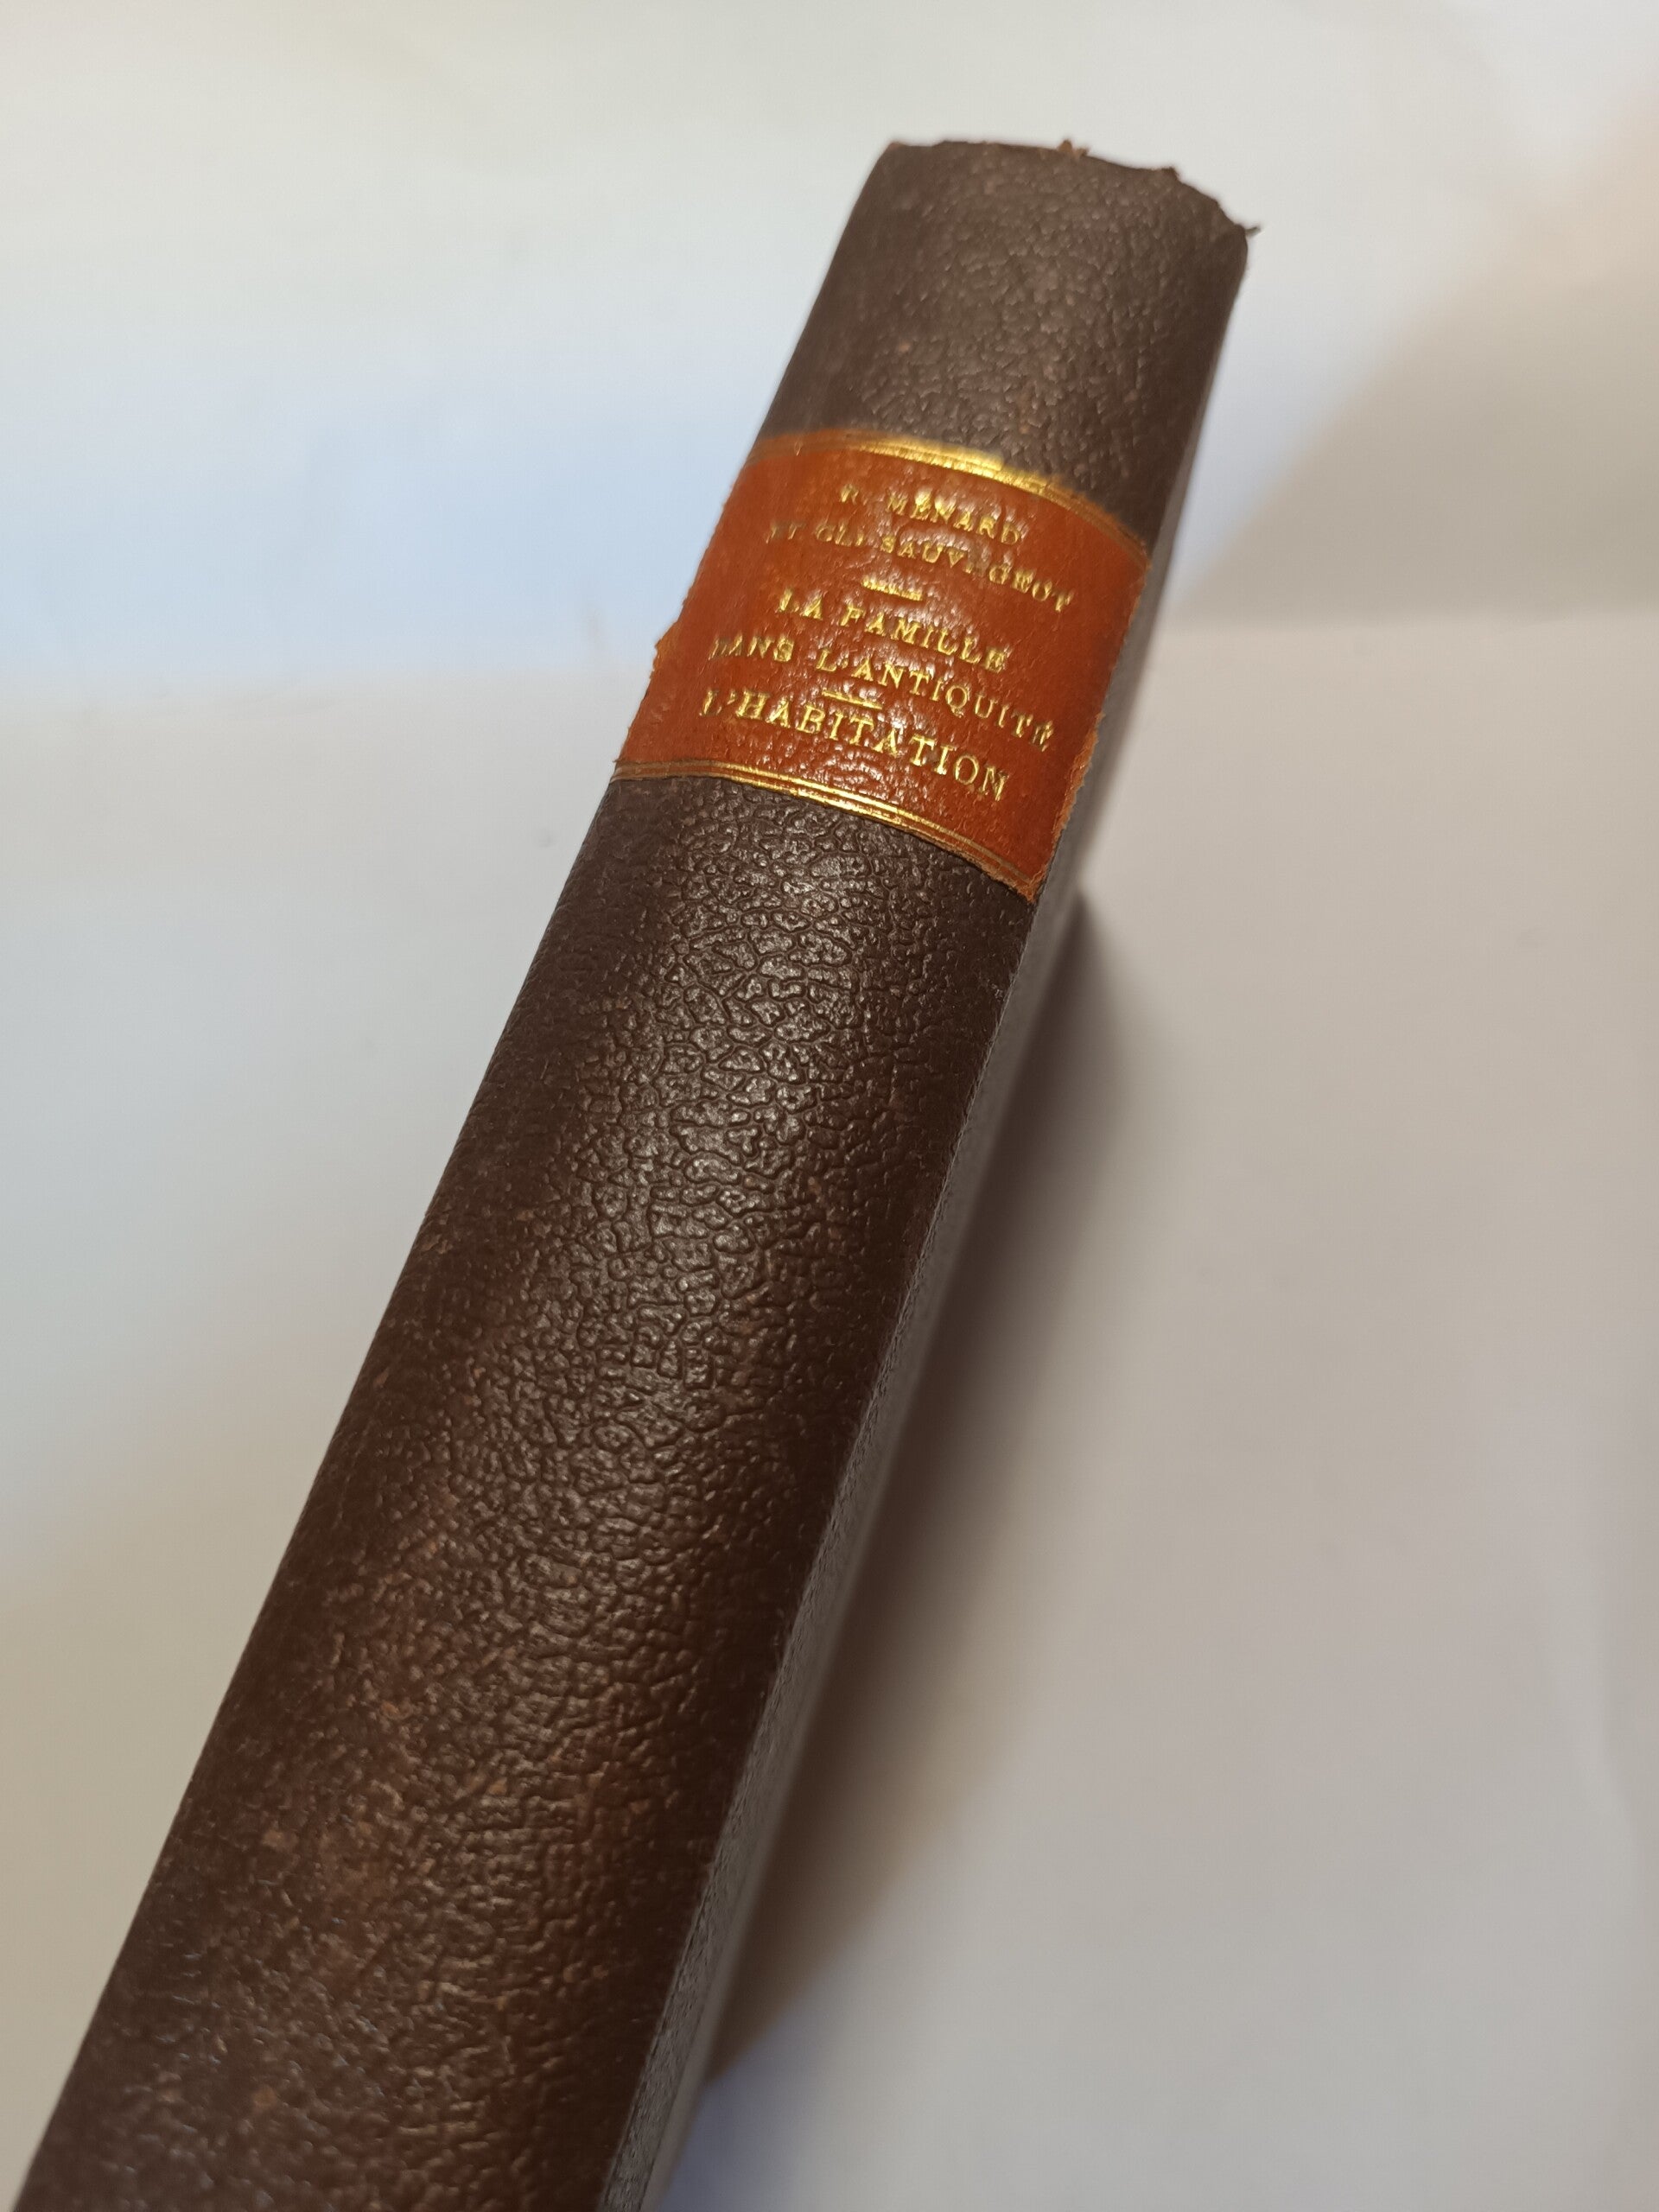 R. MÉNARD
ET CL. SAUVAGEOT
LA FAMILLE
DANS L'ANTIQUITÉ
L'HABITATION